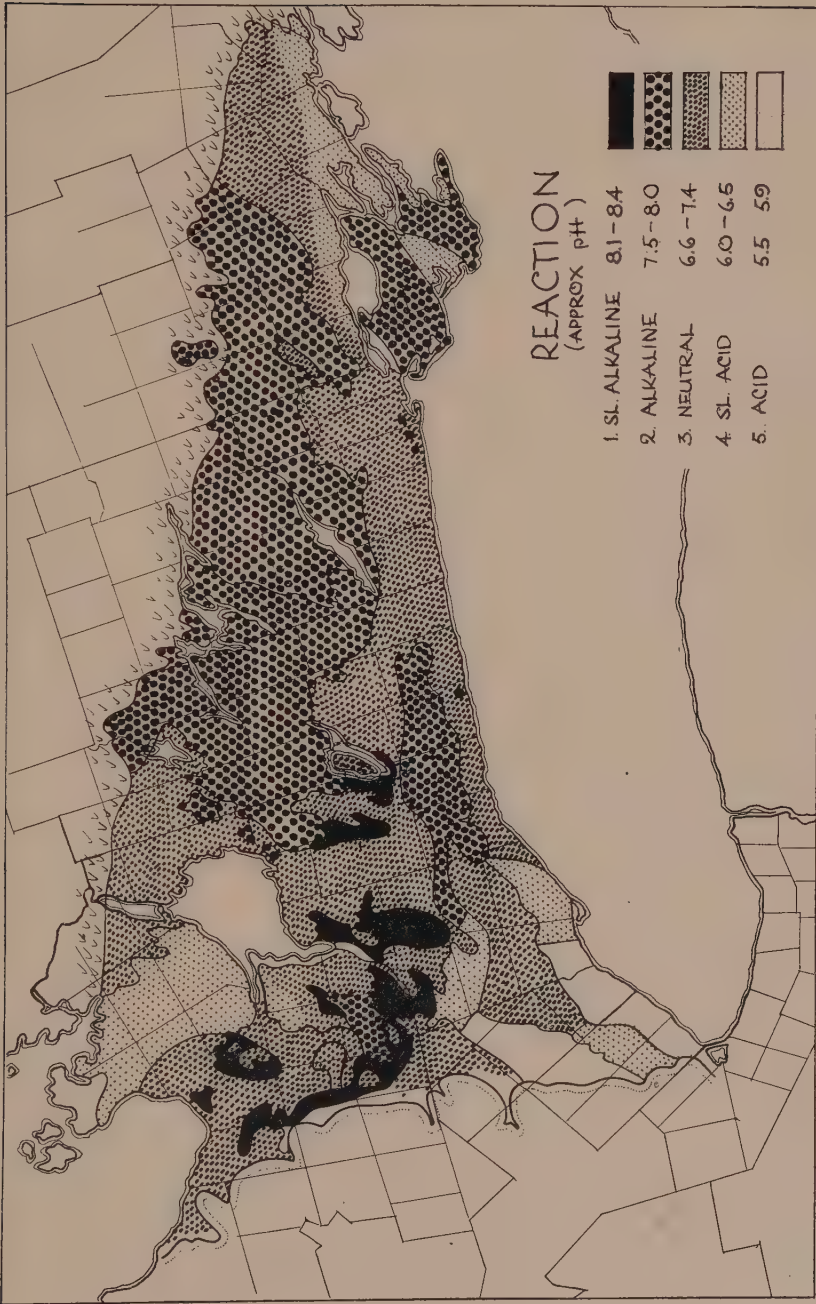 REACTION
(APPROX pH)
1. SL. ALKALINE 8.1-8.4
2. ALKALINE 7.5-8.0
3. NEUTRAL 6.6-7.4
4 SL. ACID 6.0-6.5
5. ACID 5.5 5.9